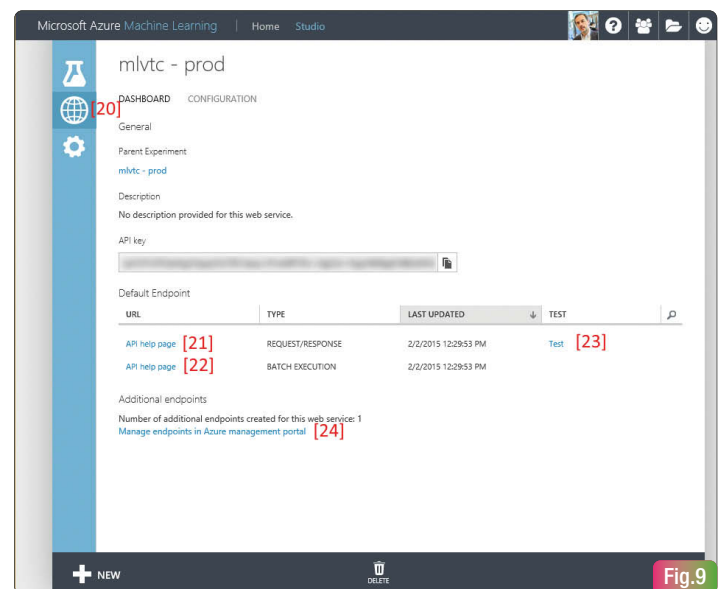 Microsoft Azure Machine Learning | Home Studio
mlvtc - prod
[20]
DASHBOARD CONFIGURATION
General
Parent Experiment
mlvtc - prod
Description
No description provided for this web service.
API key
Default Endpoint
URL TYPE LAST UPDATED TEST
API help page [21] REQUEST/RESPONSE 2/2/2015 12:29:53 PM Test [23]
API help page [22] BATCH EXECUTION 2/2/2015 12:29:53 PM
Additional endpoints
Number of additional endpoints created for this web service: 1
Manage endpoints in Azure management portal [24]
NEW
DELETE
Fig.9